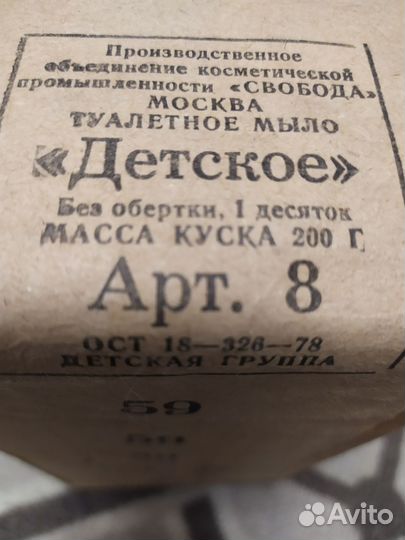 Производственное
объединение косметической
промышленности «СВОБОДА»
МОСКВА
ТУАЛЕТНОЕ МЫЛО
«Детское»
Без обертки, 1 десяток
МАССА КУСКА 200 Г
Арт. 8
ОСТ 18—326—78
ДЕТСКАЯ ГРУППА
59
Avito